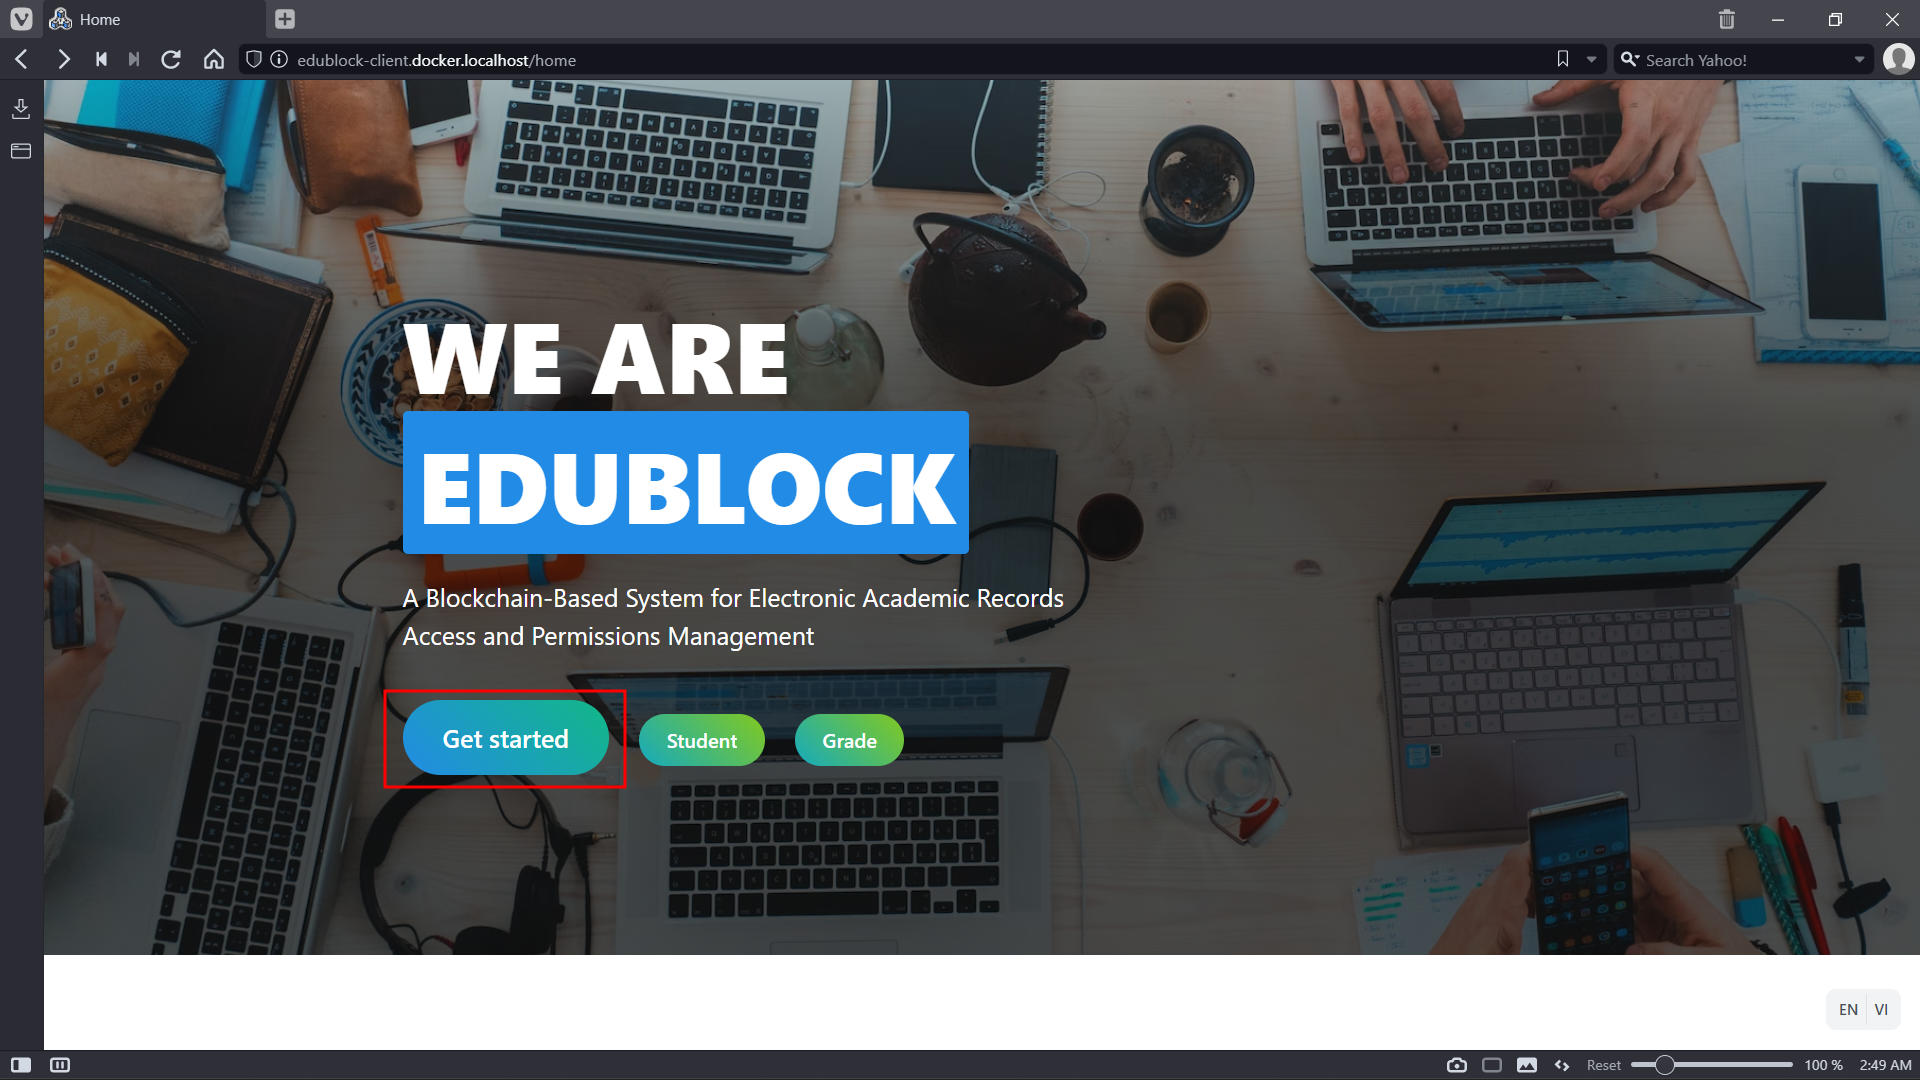 Home
edublock-client.docker.localhost/home
Search Yahoo!
WE ARE
EDUBLOCK
A Blockchain-Based System for Electronic Academic Records
Access and Permissions Management
Get started
Student
Grade
EN VI
Reset
100 %
2:49 AM